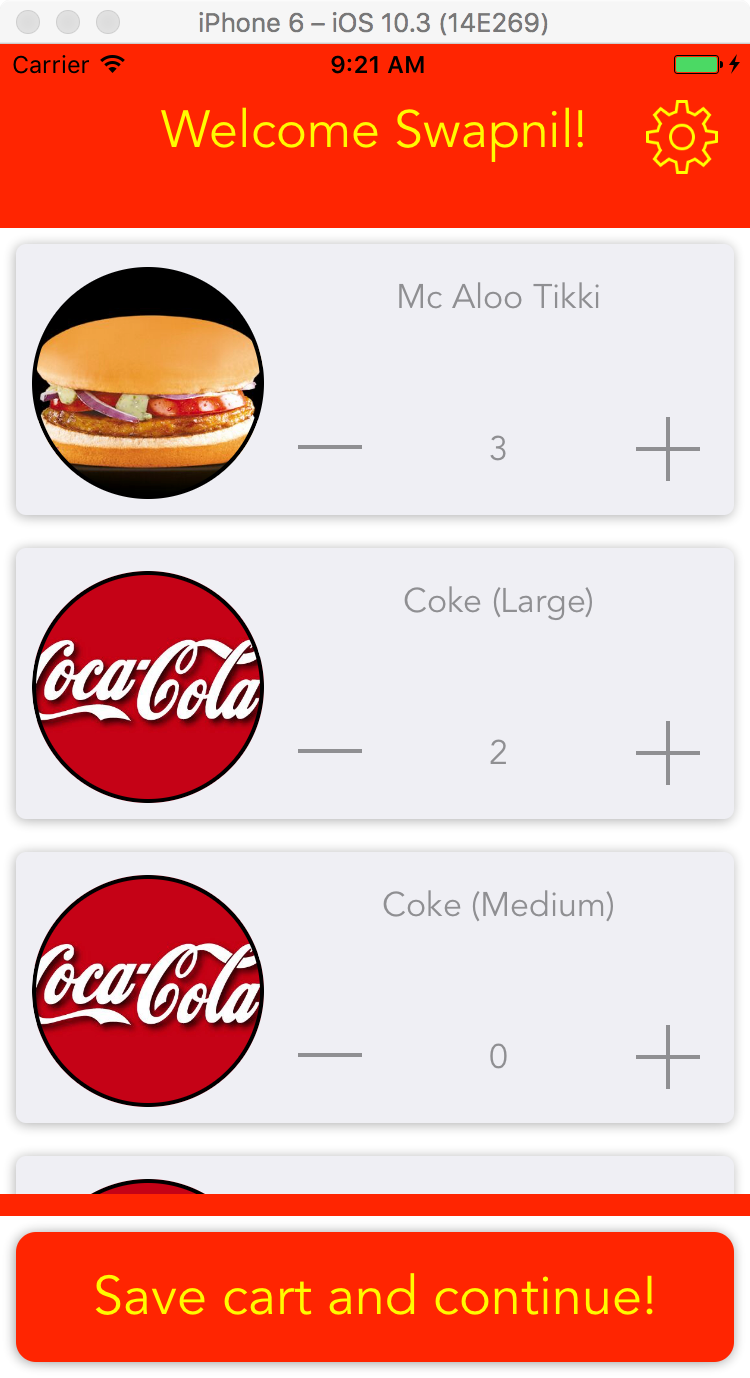 iPhone 6 – iOS 10.3 (14E269)
Carrier 9:21 AM
Welcome Swapnil!
Mc Aloo Tikki
3
Coke (Large)
Coca-Cola
2
Coke (Medium)
Coca-Cola
0
Save cart and continue!